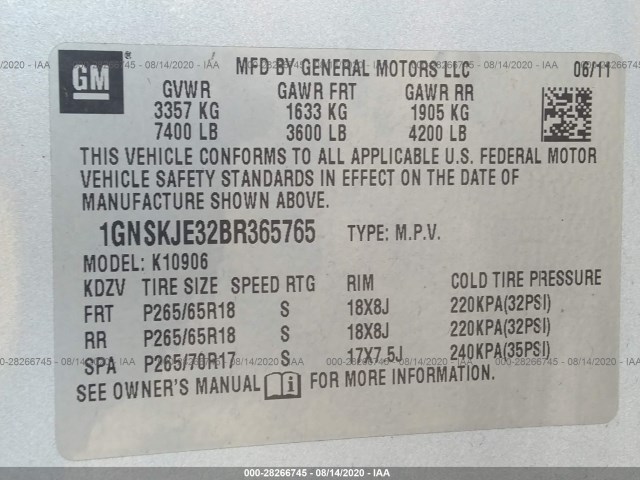 GM ®
MFD BY GENERAL MOTORS LLC 06/11
GVWR GAWR FRT GAWR RR
3357 KG 1633 KG 1905 KG
7400 LB 3600 LB 4200 LB
THIS VEHICLE CONFORMS TO ALL APPLICABLE U.S. FEDERAL MOTOR
VEHICLE SAFETY STANDARDS IN EFFECT ON THE DATE OF
MANUFACTURE SHOWN ABOVE.
1GNSKJE32BR365765 TYPE: M.P.V.
MODEL: K10906
KDZV TIRE SIZE SPEED RTG RIM COLD TIRE PRESSURE
FRT P265/65R18 S 18X8J 220KPA(32PSI)
RR P265/65R18 S 18X8J 220KPA(32PSI)
SPA P265/70R17 S 17X7.5J 240KPA(35PSI)
SEE OWNER'S MANUAL i FOR MORE INFORMATION.
000-28266745 - 08/14/2020 - IAA